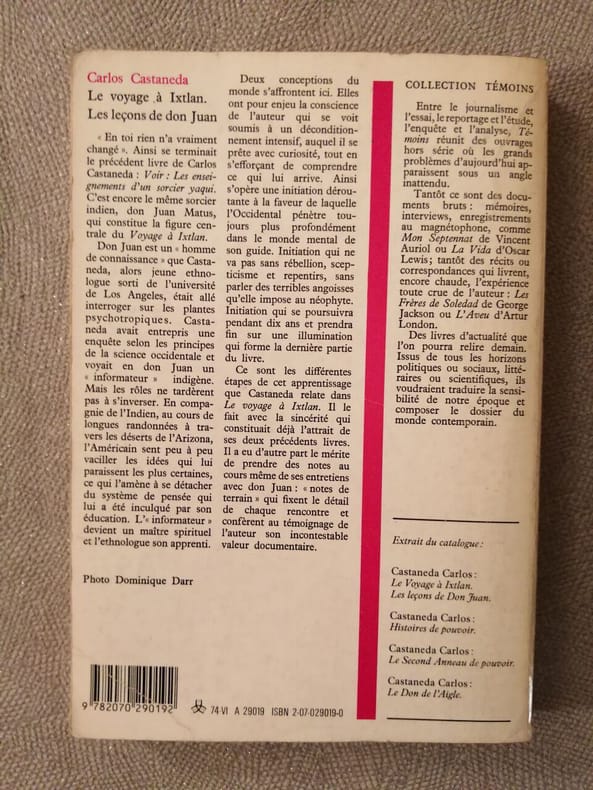 Carlos Castaneda
Le voyage à Ixtlan.
Les leçons de don Juan
« En toi rien n'a vraiment
changé ». Ainsi se terminait
le précédent livre de Carlos
Castaneda : Voir : Les ensei-
gnements d'un sorcier yaqui.
C'est encore le même sorcier
indien, don Juan Matus,
qui constitue la figure cen-
trale du Voyage à Ixtlan.
Don Juan est un « homme
de connaissance » que Casta-
neda, alors jeune ethno-
logue sorti de l'université
de Los Angeles, était allé
interroger sur les plantes
psychotropiques. Casta-
neda avait entrepris une
enquête selon les principes
de la science occidentale et
voyait en don Juan un
« informateur » indigène.
Mais les rôles ne tardèrent
pas à s'inverser. En compa-
gnie de l'Indien, au cours de
longues randonnées à tra-
vers les déserts de l'Arizona,
l'Américain sent peu à peu
vaciller les idées qui lui
paraissent les plus certaines,
ce qui l'amène à se détacher
du système de pensée qui
lui a été inculqué par son
éducation. L'« informateur »
devient un maître spirituel
et l'ethnologue son apprenti.
Deux conceptions du
monde s'affrontent ici. Elles
ont pour enjeu la conscience
de l'auteur qui se voit
soumis à un déconditionne-
nement intensif, auquel il se
prête avec curiosité, tout en
s'efforçant de comprendre
ce qui lui arrive. Ainsi
s'opère une initiation dérou-
tante à la faveur de laquelle
l'Occidental pénètre tou-
jours plus profondément
dans le monde mental de
son guide. Initiation qui ne
va pas sans rébellion, scep-
ticisme et repentirs, sans
parler des terribles angoisses
qu'elle impose au néophyte.
Initiation qui se poursuivra
pendant dix ans et prendra
fin sur une illumination
qui forme la dernière partie
du livre.
Ce sont les différentes
étapes de cet apprentissage
que Castaneda relate dans
Le voyage à Ixtlan. Il le
fait avec la sincérité qui
constituait déjà l'attrait de
ses deux précédents livres.
Il a eu d'autre part le mérite
de prendre des notes au
cours même de ses entretiens
avec don Juan : « notes de
terrain » qui fixent le détail
de chaque rencontre et
confèrent au témoignage de
l'auteur son incontestable
valeur documentaire.
Photo Dominique Darr
9 782070 290192
74-VI A 29019 ISBN 2-07-029019-0
COLLECTION TÉMOINS
Entre le journalisme et
l'essai, le reportage et l'étude,
l'enquête et l'analyse, Té-
moins réunit des ouvrages
hors série où les grands
problèmes d'aujourd'hui ap-
paraissent sous un angle
inattendu.
Tantôt ce sont des docu-
ments bruts : mémoires,
interviews, enregistrements
au magnétophone, comme
Mon Septennat de Vincent
Auriol ou La Vida d'Oscar
Lewis; tantôt des récits ou
correspondances qui livrent,
encore chaude, l'expérience
toute crue de l'auteur : Les
Frères de Soledad de George
Jackson ou L'Aveu d'Artur
London.
Des livres d'actualité que
l'on pourra relire demain.
Issus de tous les horizons
politiques ou sociaux, litté-
raires ou scientifiques, ils
voudraient traduire la sensi-
bilité de notre époque et
composer le dossier du
monde contemporain.
Extrait du catalogue :
Castaneda Carlos :
Le Voyage à Ixtlan.
Les leçons de Don Juan.
Castaneda Carlos :
Histoires de pouvoir.
Castaneda Carlos :
Le Second Anneau de pouvoir.
Castaneda Carlos :
Le Don de l'Aigle.